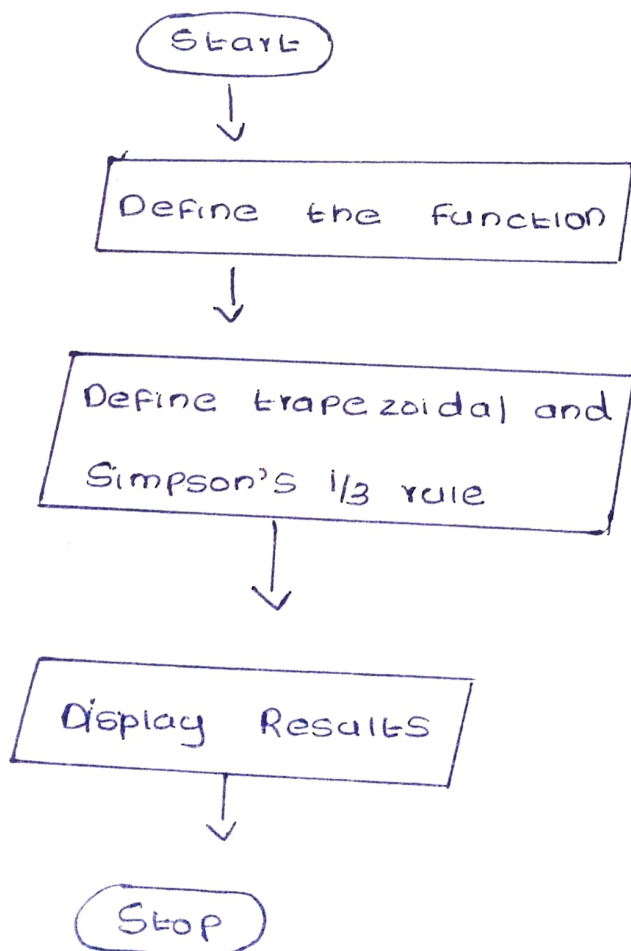 Start
Define the function
Define trapezoidal and
Simpson's 1/3 rule
Display Results
Stop